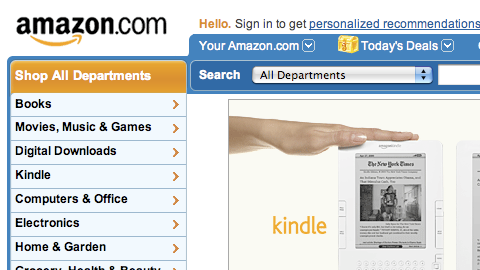 amazon.com
Hello. Sign in to get personalized recommendations
Your Amazon.com
Today's Deals
Shop All Departments
Search
All Departments
Books
Movies, Music & Games
Digital Downloads
Kindle
Computers & Office
Electronics
Home & Garden
Grocery, Health & Beauty
amazonkindle
The New York Times
kindle